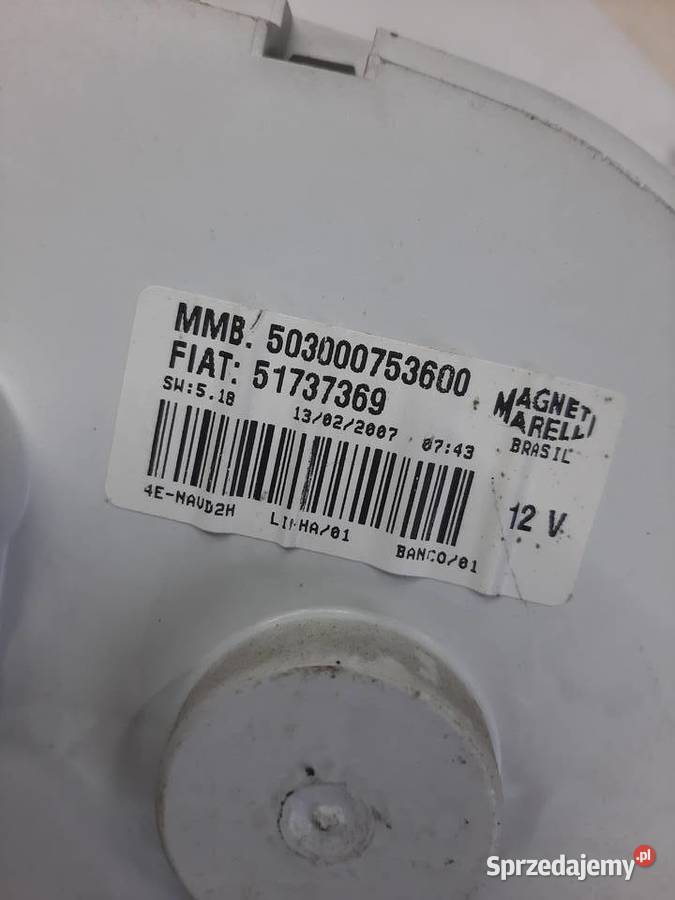 MMB. 503000753600
FIAT: 51737369
SW:5.18 13/02/2007 07:43
MAGNETI
MARELLI
BRASIL
4E-NAVD2H LINHA/01 BANCO/01
12 V
Sprzedajemy.pl